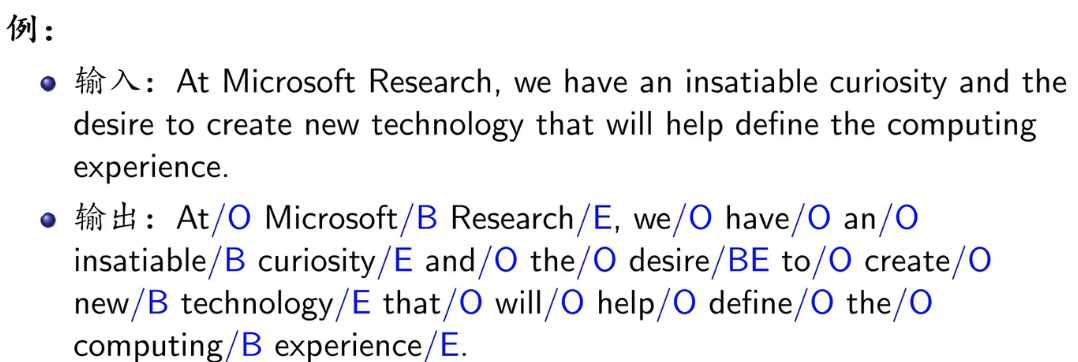 例：
输入：At Microsoft Research, we have an insatiable curiosity and the
desire to create new technology that will help define the computing
experience.
输出：At/O Microsoft/B Research/E, we/O have/O an/O
insatiable/B curiosity/E and/O the/O desire/BE to/O create/O
new/B technology/E that/O will/O help/O define/O the/O
computing/B experience/E.